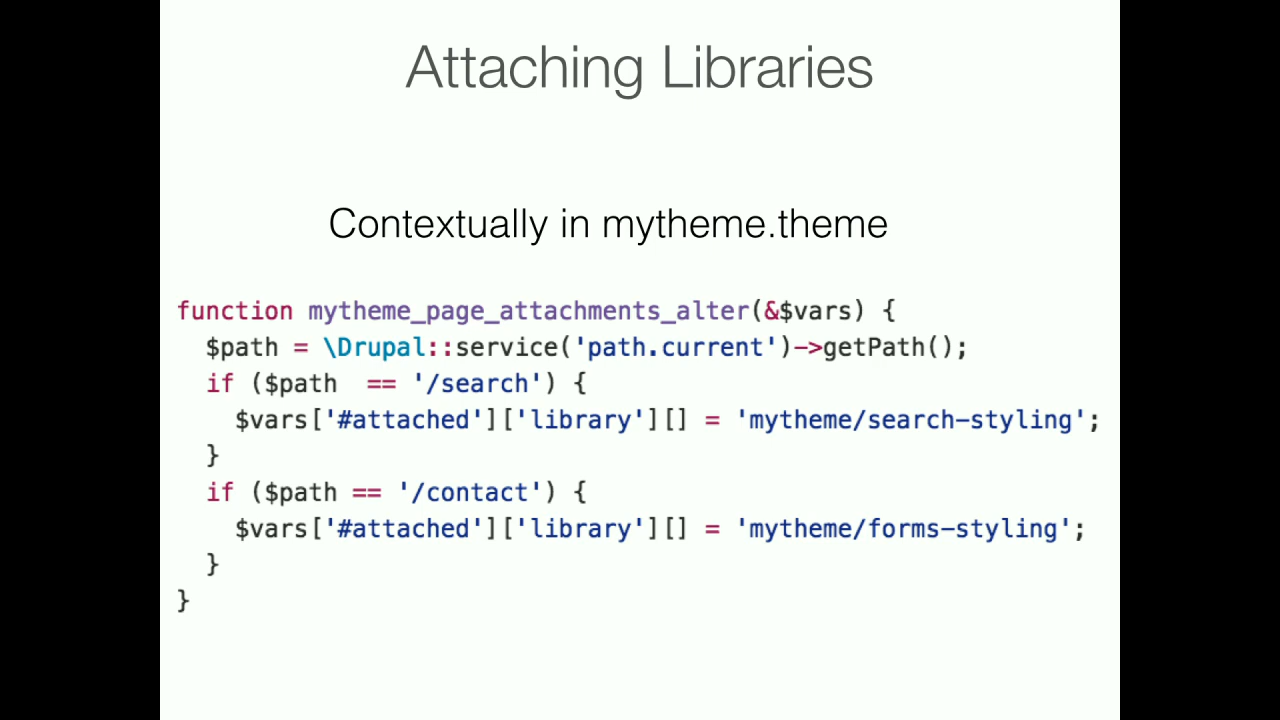 Attaching Libraries
Contextually in mytheme.theme
function mytheme_page_attachments_alter(&$vars) {
  $path = \Drupal::service('path.current')->getPath();
  if ($path  == '/search') {
    $vars['#attached']['library'][] = 'mytheme/search-styling';
  }
  if ($path == '/contact') {
    $vars['#attached']['library'][] = 'mytheme/forms-styling';
  }
}